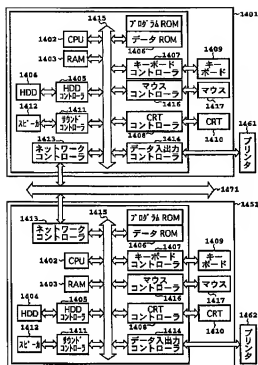 1401
1415
プログラムROM
データROM
1402
CPU
1403
RAM
1406
1407
1409
キーボード
コントローラ
キー
ボード
1404
1405
HDD
HDD
コントローラ
マウス
コントローラ
マウス
1412
1411
1416
1417
スピーカ
サウンド
コントローラ
CRT
コントローラ
CRT
1413
1414
1410
ネットワーク
コントローラ
データ出力
コントローラ
1461
プリンタ
1471
1451
1413
1415
プログラムROM
データROM
ネットワーク
コントローラ
1406
1407
1409
1402
CPU
キーボード
コントローラ
キー
ボード
1403
RAM
マウス
コントローラ
マウス
1404
1405
1416
1417
HDD
HDD
コントローラ
CRT
コントローラ
CRT
1412
1411
1408
1414
1410
スピーカ
サウンド
コントローラ
データ出力
コントローラ
1462
プリンタ